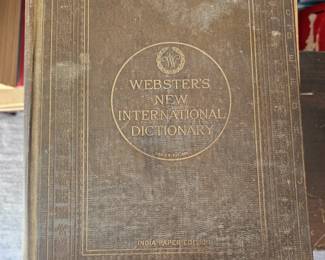 W
WEBSTER'S
NEW
INTERNATIONAL
DICTIONARY
INDIA PAPER EDITION